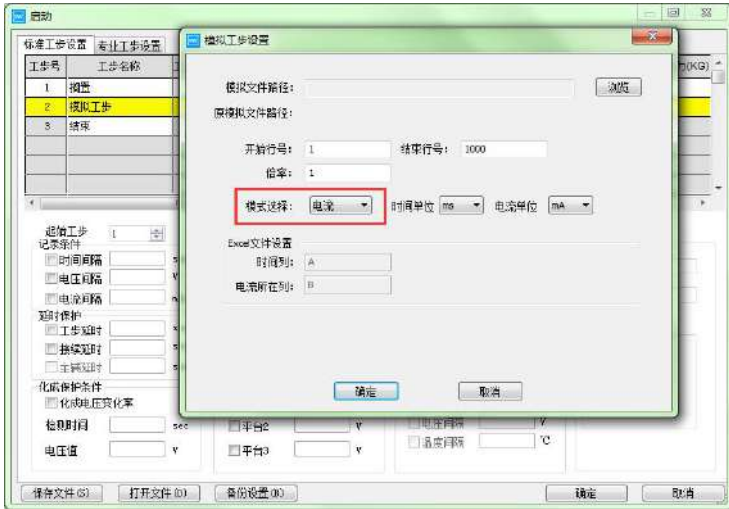 启动
标准工步设置 专业工步设置
工步号 工步名称
(KG)
1 搁置
2 模拟工步
3 结束
模拟工步设置
模拟文件路径: 浏览
原模拟文件路径:
开始行号: 1 结束行号: 1000
倍率: 1
模式选择: 电流 时间单位 ms 电流单位 mA
Excel文件设置
时间列: A
电流所在列: B
确定 取消
起始工步 1
记录条件
时间间隔
电压间隔 V
电流间隔
延时保护
工步延时
接续延时
主辅延时
化成保护条件
化成电压变化率
检测时间 sec
电压值 V
平台2 V
平台3 V
电压间隔 V
温度间隔 ℃
保存文件(S) 打开文件(O) 备份设置(W) 确定 取消